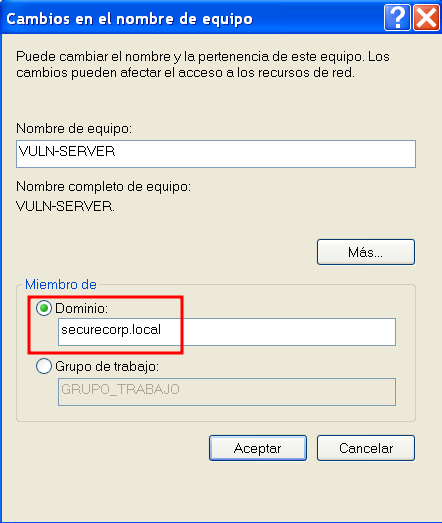 Cambios en el nombre de equipo
Puede cambiar el nombre y la pertenencia de este equipo. Los
cambios pueden afectar el acceso a los recursos de red.
Nombre de equipo:
VULN-SERVER
Nombre completo de equipo:
VULN-SERVER.
Más...
Miembro de
Dominio:
securecorp.local
Grupo de trabajo:
GRUPO_TRABAJO
Aceptar
Cancelar